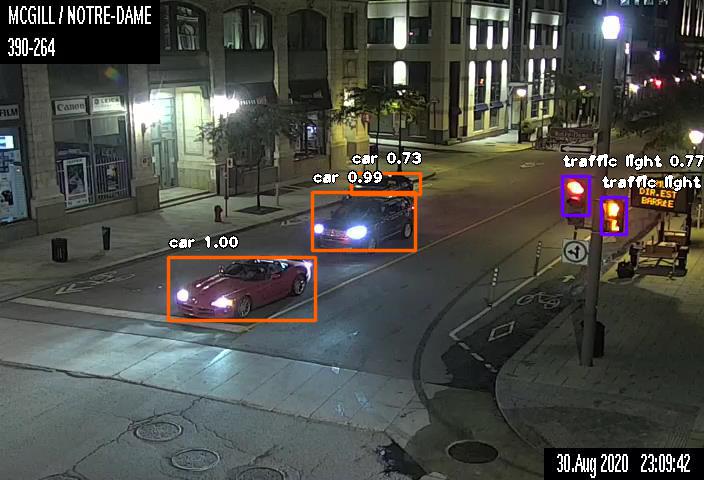 MCGILL / NOTRE-DAME
390-264
car 0.73
car 0.99
car 1.00
traffic light 0.77
traffic light
DIR.EST
BARRÉE
Canon
30.Aug 2020 23:09:42